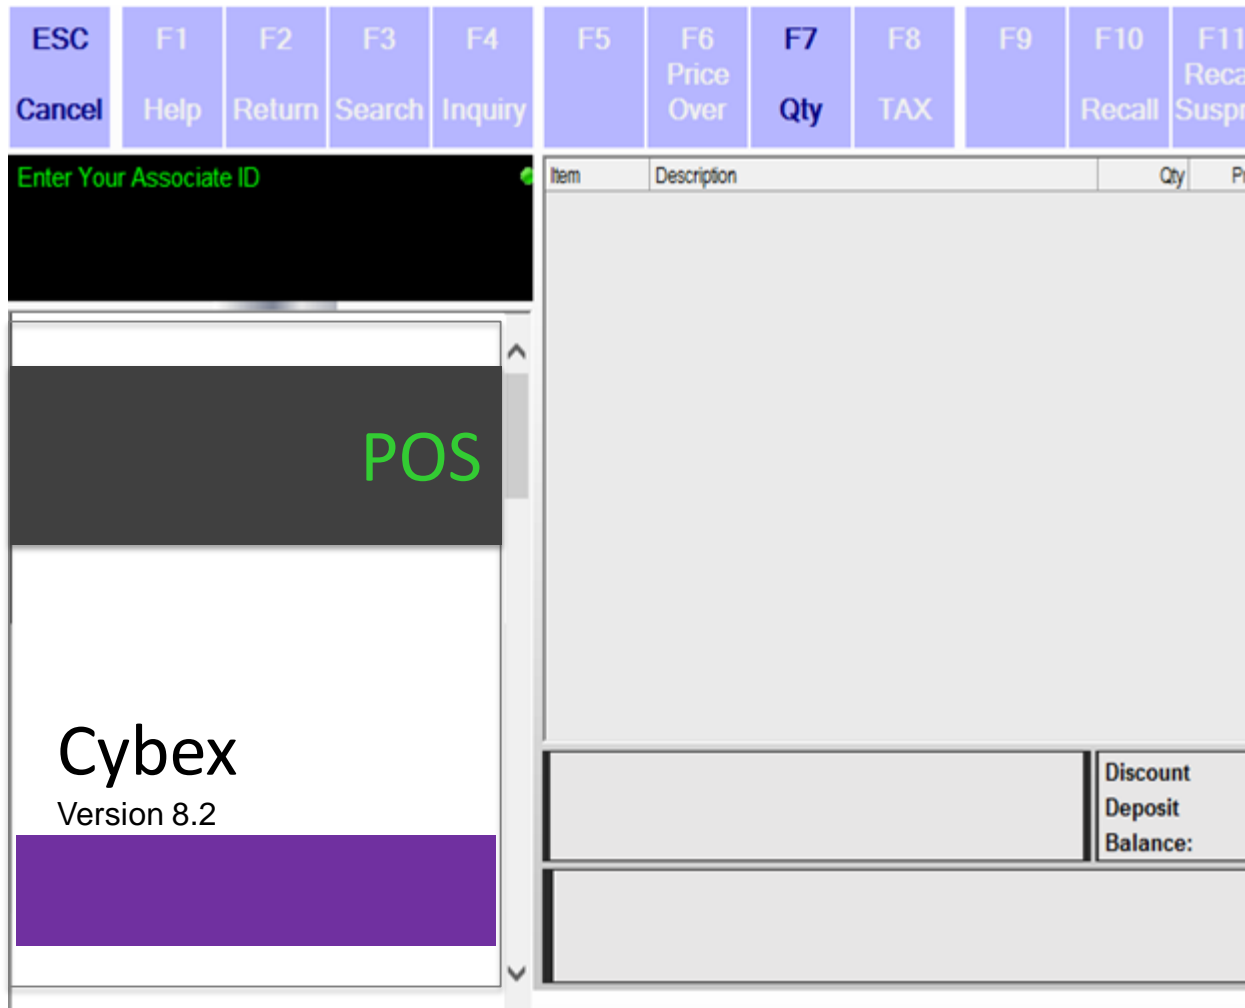 ESC F1 F2 F3 F4 F5 F6 F7 F8 F9 F10 F11
Price
Over
Cancel Help Return Search Inquiry Qty TAX Recall
Enter Your Associate ID
Item Description Qty
POS
Cybex
Version 8.2
Discount
Deposit
Balance: